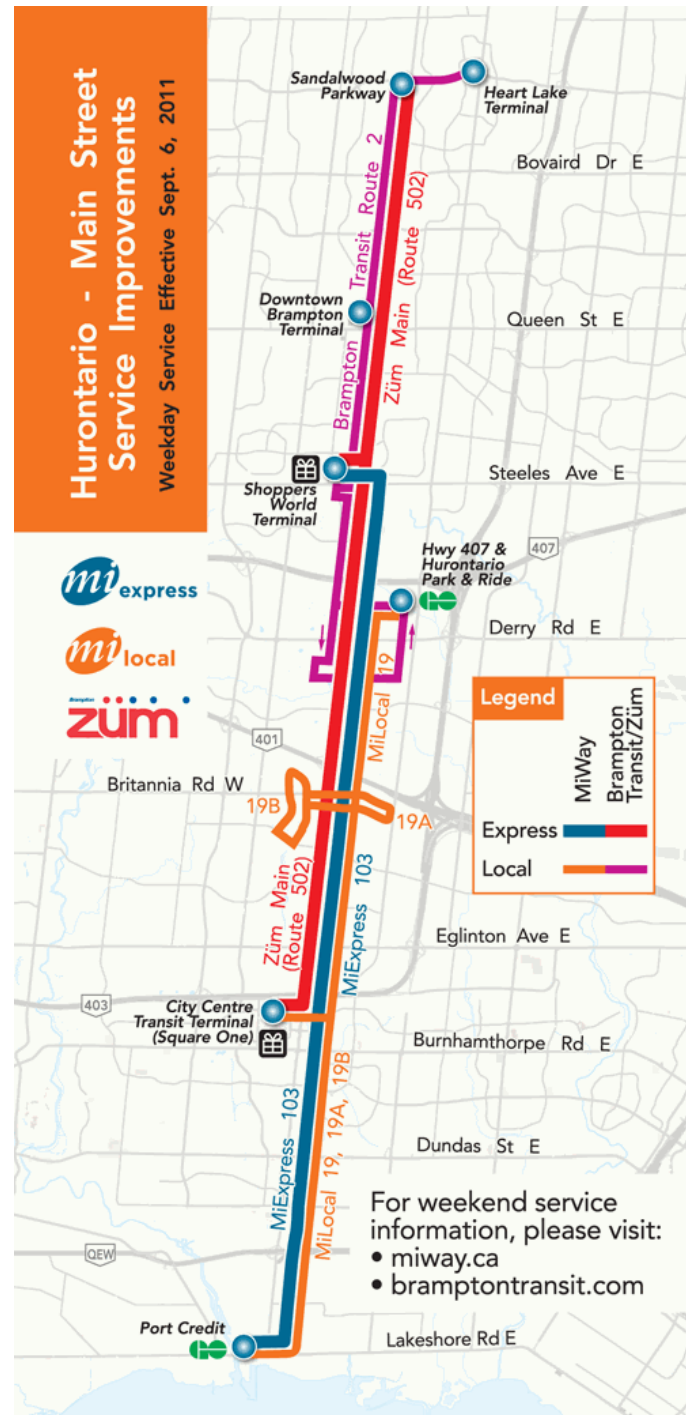 Hurontario - Main Street
Service Improvements
Weekday Service Effective Sept. 6, 2011
mi express
mi local
Brampton
züm
Sandalwood
Parkway
Heart Lake
Terminal
Bovaird Dr E
Brampton Transit Route 2
Züm Main (Route 502)
Downtown
Brampton
Terminal
Queen St E
Shoppers
World
Terminal
Steeles Ave E
407
Hwy 407 &
Hurontario
Park & Ride
GO
Derry Rd E
MiLocal 19
401
Britannia Rd W
19B
19A
Legend
MiWay
Brampton
Transit/Züm
Express
Local
Züm Main
(Route 502)
MiExpress 103
Eglinton Ave E
403
City Centre
Transit Terminal
(Square One)
Burnhamthorpe Rd E
MiExpress 103
MiLocal 19, 19A, 19B
Dundas St E
QEW
For weekend service
information, please visit:
• miway.ca
• bramptontransit.com
Port Credit
GO
Lakeshore Rd E